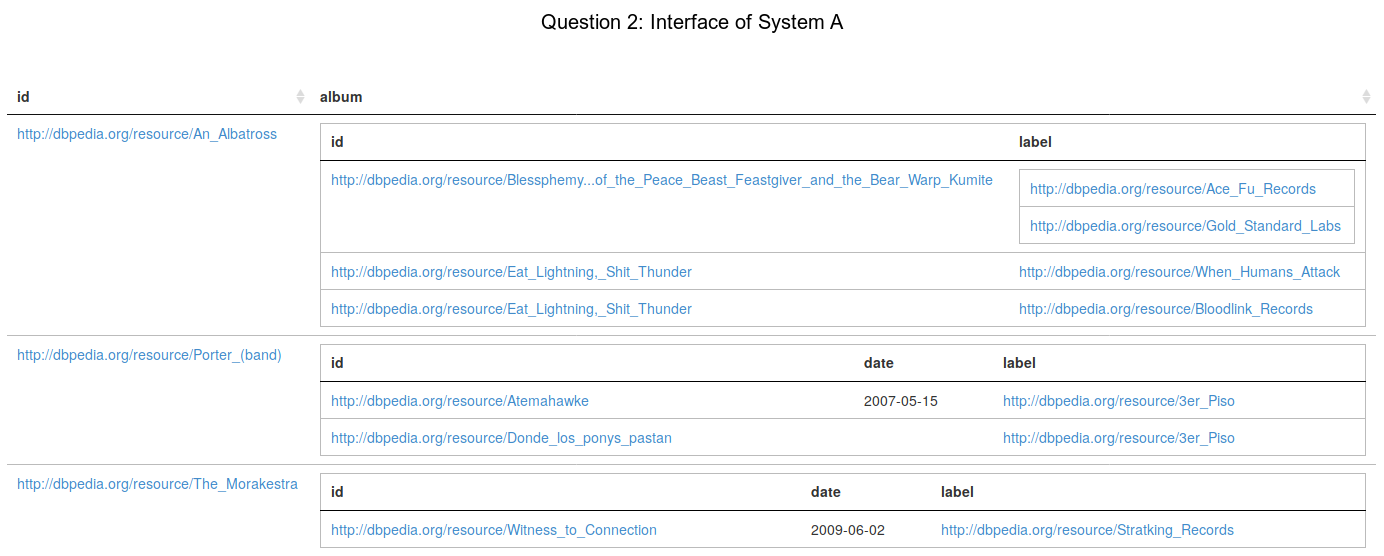 Question 2: Interface of System A
id album
http://dbpedia.org/resource/An_Albatross
id label
http://dbpedia.org/resource/Blessphemy...of_the_Peace_Beast_Feastgiver_and_the_Bear_Warp_Kumite
http://dbpedia.org/resource/Ace_Fu_Records
http://dbpedia.org/resource/Gold_Standard_Labs
http://dbpedia.org/resource/Eat_Lightning,_Shit_Thunder http://dbpedia.org/resource/When_Humans_Attack
http://dbpedia.org/resource/Eat_Lightning,_Shit_Thunder http://dbpedia.org/resource/Bloodlink_Records
http://dbpedia.org/resource/Porter_(band)
id date label
http://dbpedia.org/resource/Atemahawke 2007-05-15 http://dbpedia.org/resource/3er_Piso
http://dbpedia.org/resource/Donde_los_ponys_pastan http://dbpedia.org/resource/3er_Piso
http://dbpedia.org/resource/The_Morakestra
id date label
http://dbpedia.org/resource/Witness_to_Connection 2009-06-02 http://dbpedia.org/resource/Stratking_Records